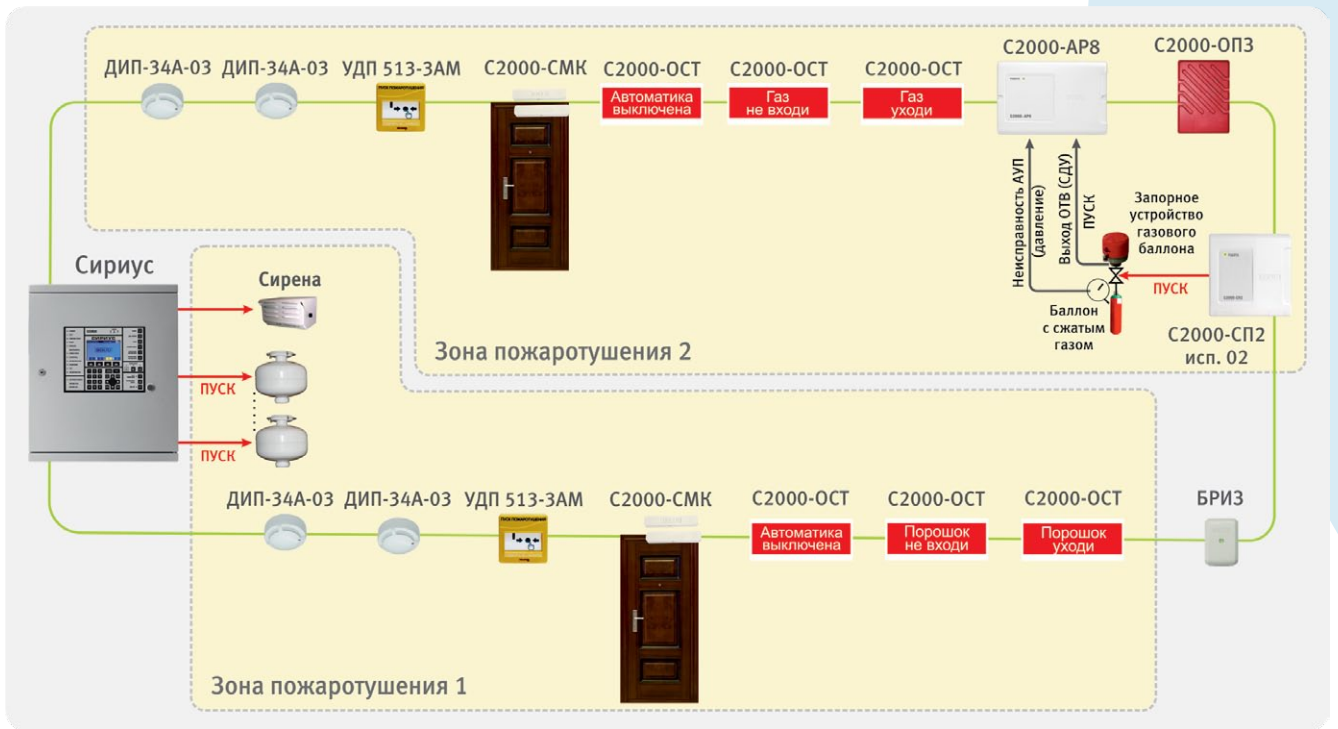 С2000-АР8
С2000-ОПЗ
ДИП-34А-03
ДИП-34А-03
УДП 513-3АМ
С2000-СМК
С2000-ОСТ
С2000-ОСТ
С2000-ОСТ
Автоматика
выключена
Газ
не входи
Газ
уходи
Неисправность АУП
(давление)
Выход ОТВ (СДУ)
ПУСК
Запорное
устройство
газового
баллона
ПУСК
Баллон
с сжатым
газом
С2000-СП2
исп. 02
Зона пожаротушения 2
Сириус
Сирена
ПУСК
ПУСК
ДИП-34А-03
ДИП-34А-03
УДП 513-3АМ
С2000-СМК
С2000-ОСТ
С2000-ОСТ
С2000-ОСТ
БРИЗ
Автоматика
выключена
Порошок
не входи
Порошок
уходи
Зона пожаротушения 1